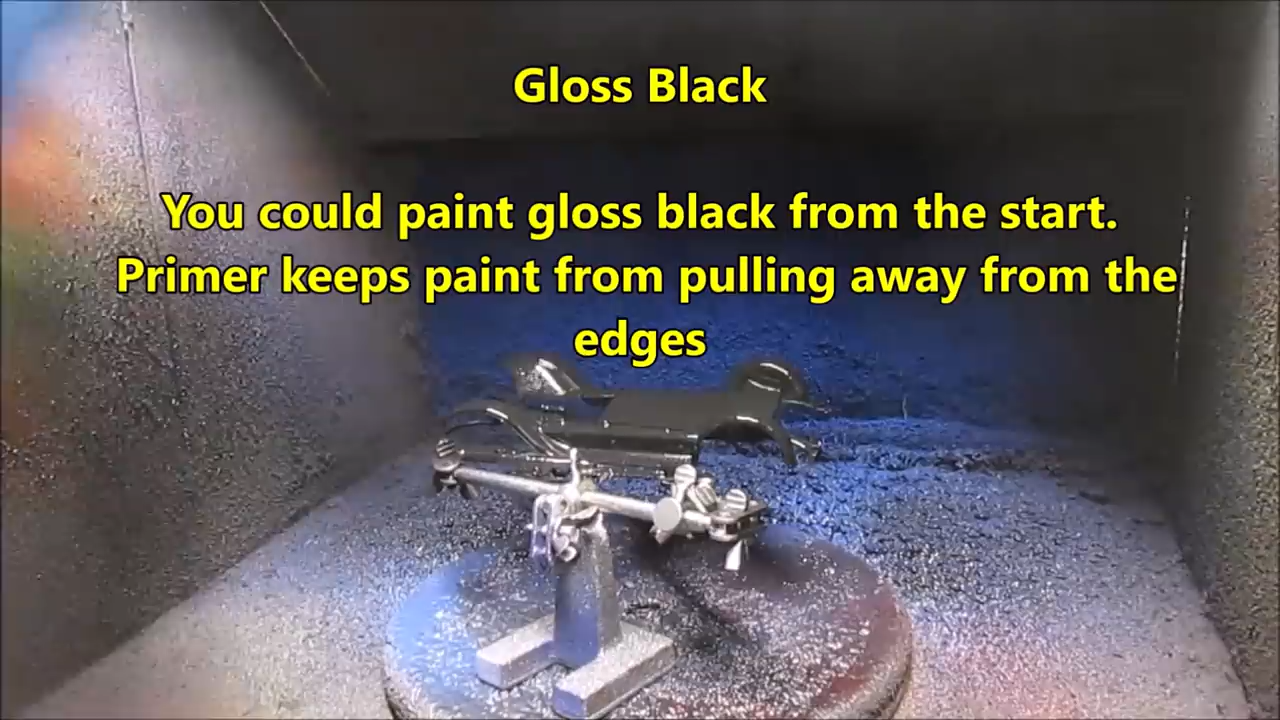 Gloss Black
You could paint gloss black from the start.
Primer keeps paint from pulling away from the
edges